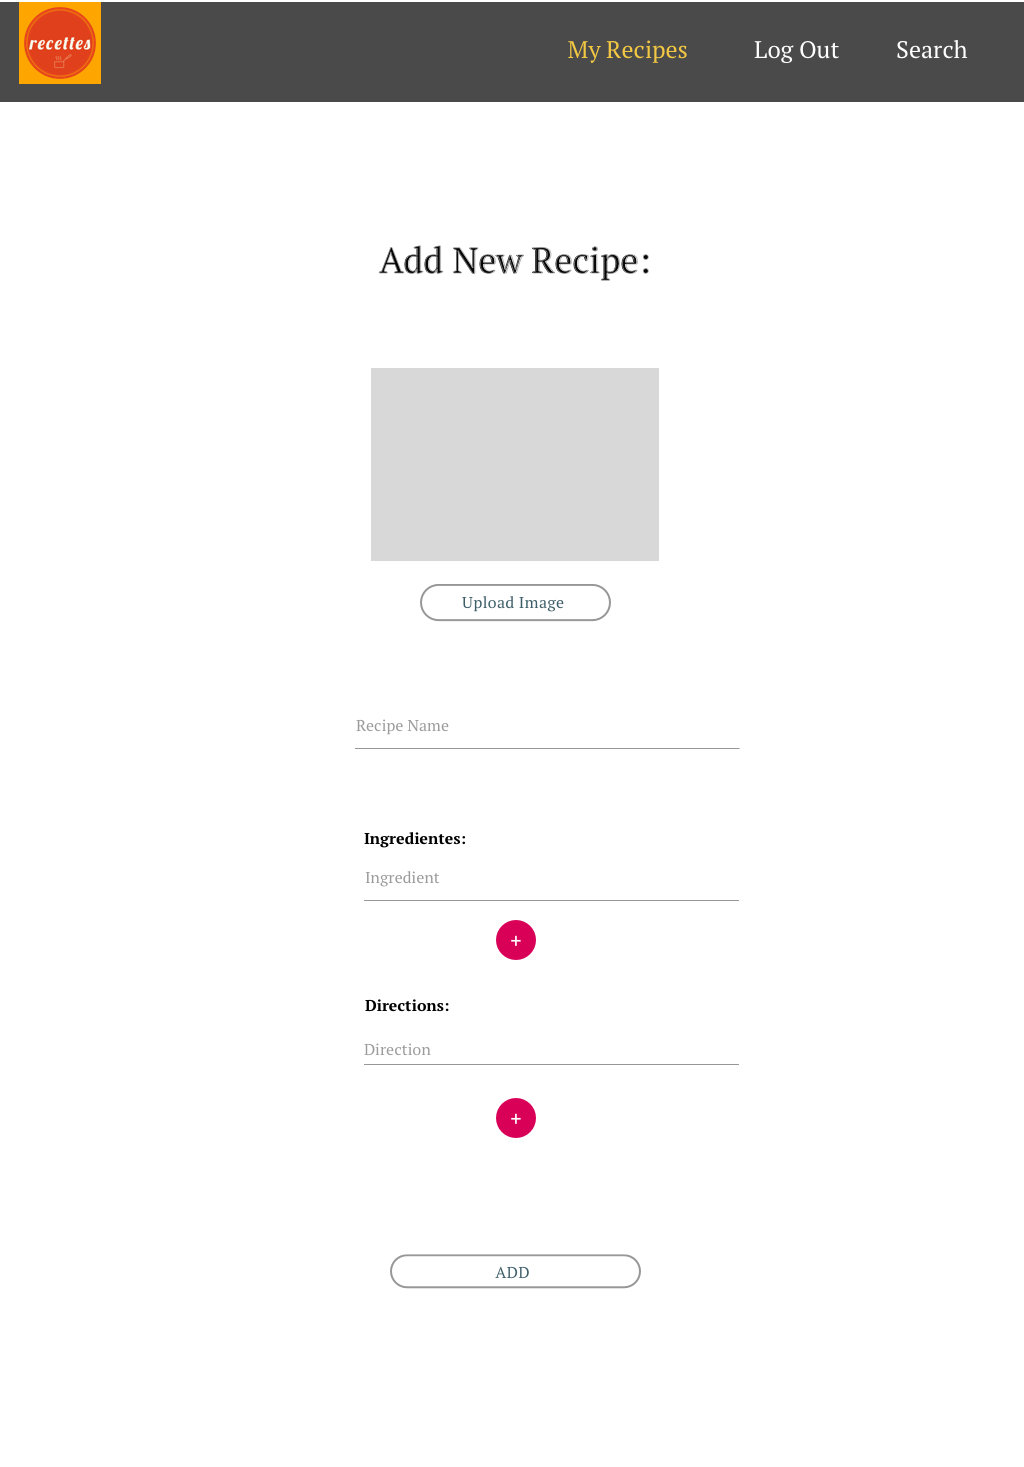 recettes
My Recipes Log Out Search
Add New Recipe:
Upload Image
Recipe Name
Ingredientes:
Ingredient
+
Directions:
Direction
+
ADD